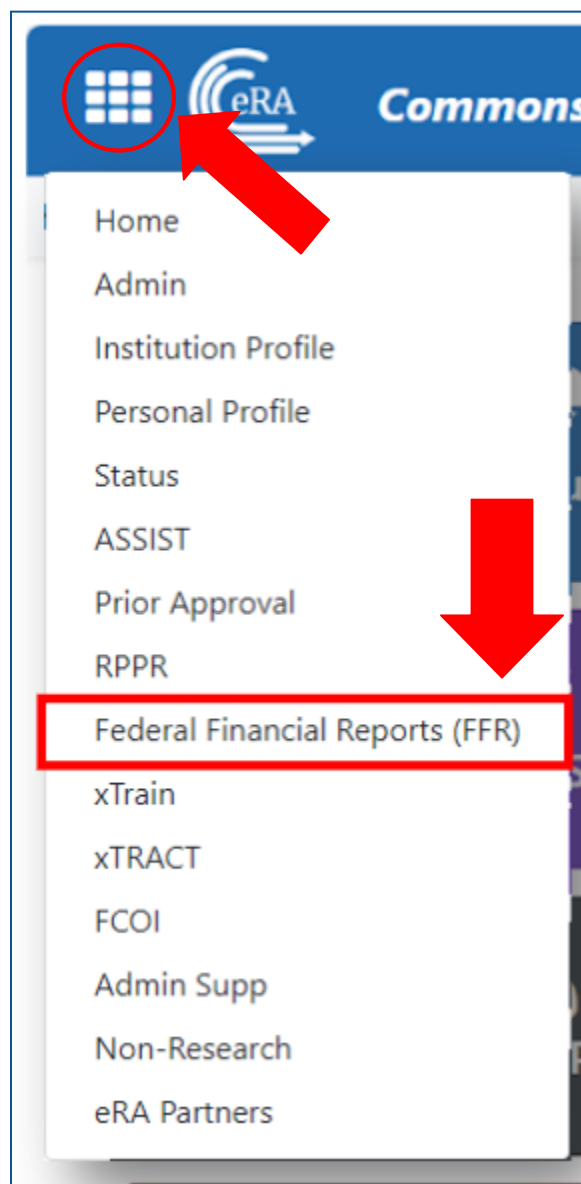 eRA
Commons
Home
Admin
Institution Profile
Personal Profile
Status
ASSIST
Prior Approval
RPPR
Federal Financial Reports (FFR)
xTrain
xTRACT
FCOI
Admin Supp
Non-Research
eRA Partners